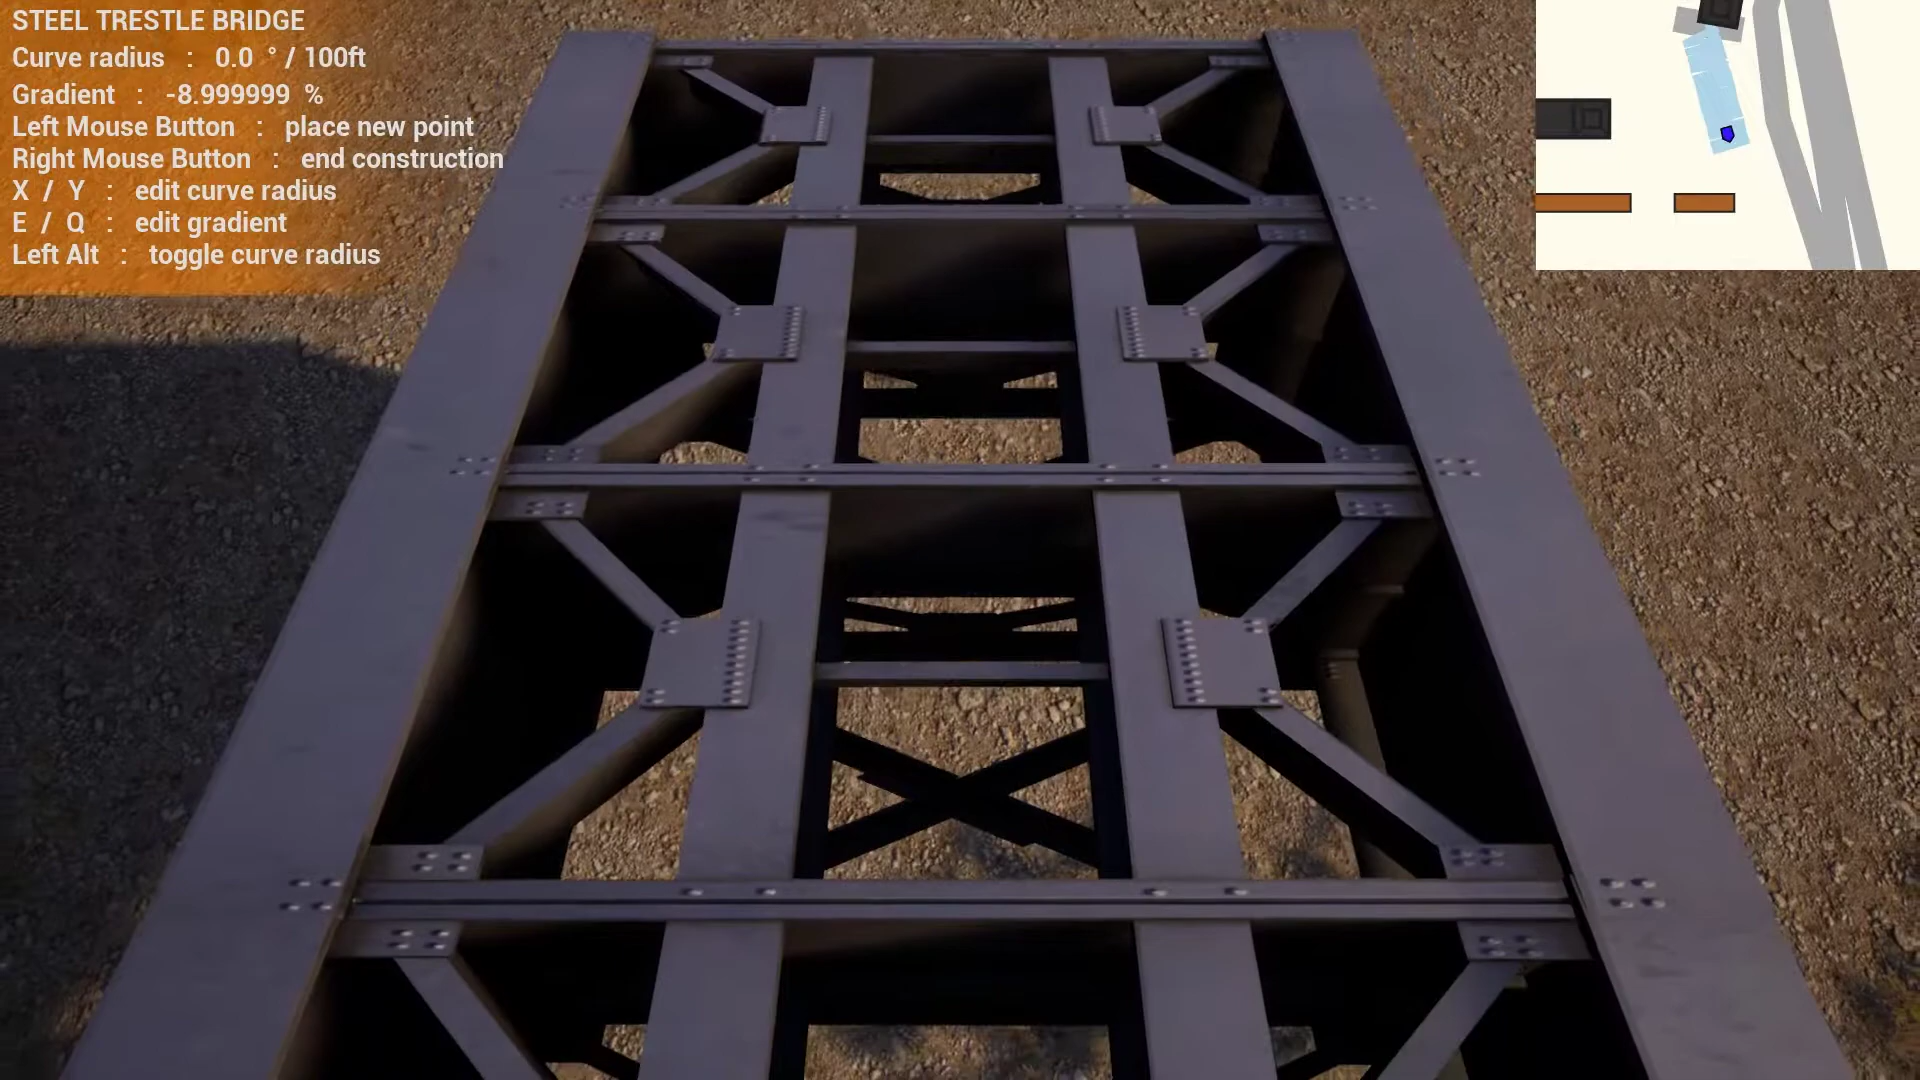 STEEL TRESTLE BRIDGE
Curve radius : 0.0 ° / 100ft
Gradient : -8.999999 %
Left Mouse Button : place new point
Right Mouse Button : end construction
X / Y : edit curve radius
E / Q : edit gradient
Left Alt : toggle curve radius